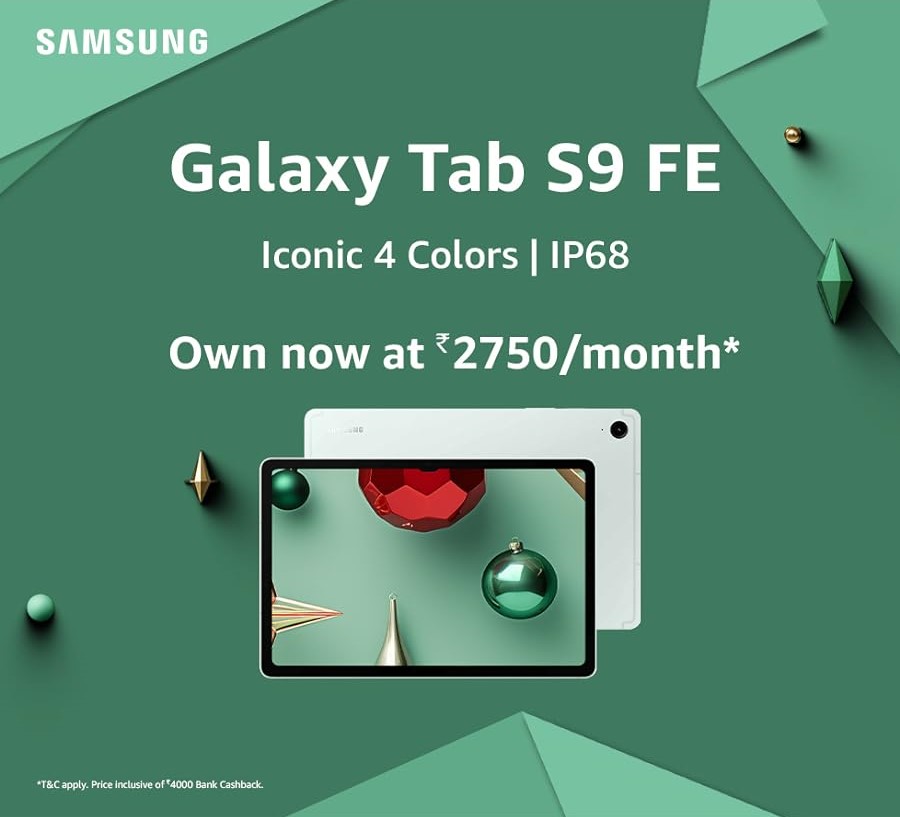 SAMSUNG
Galaxy Tab S9 FE
Iconic 4 Colors | IP68
Own now at ₹2750/month*
SAMSUNG
*T&C apply. Price inclusive of ₹4000 Bank Cashback.